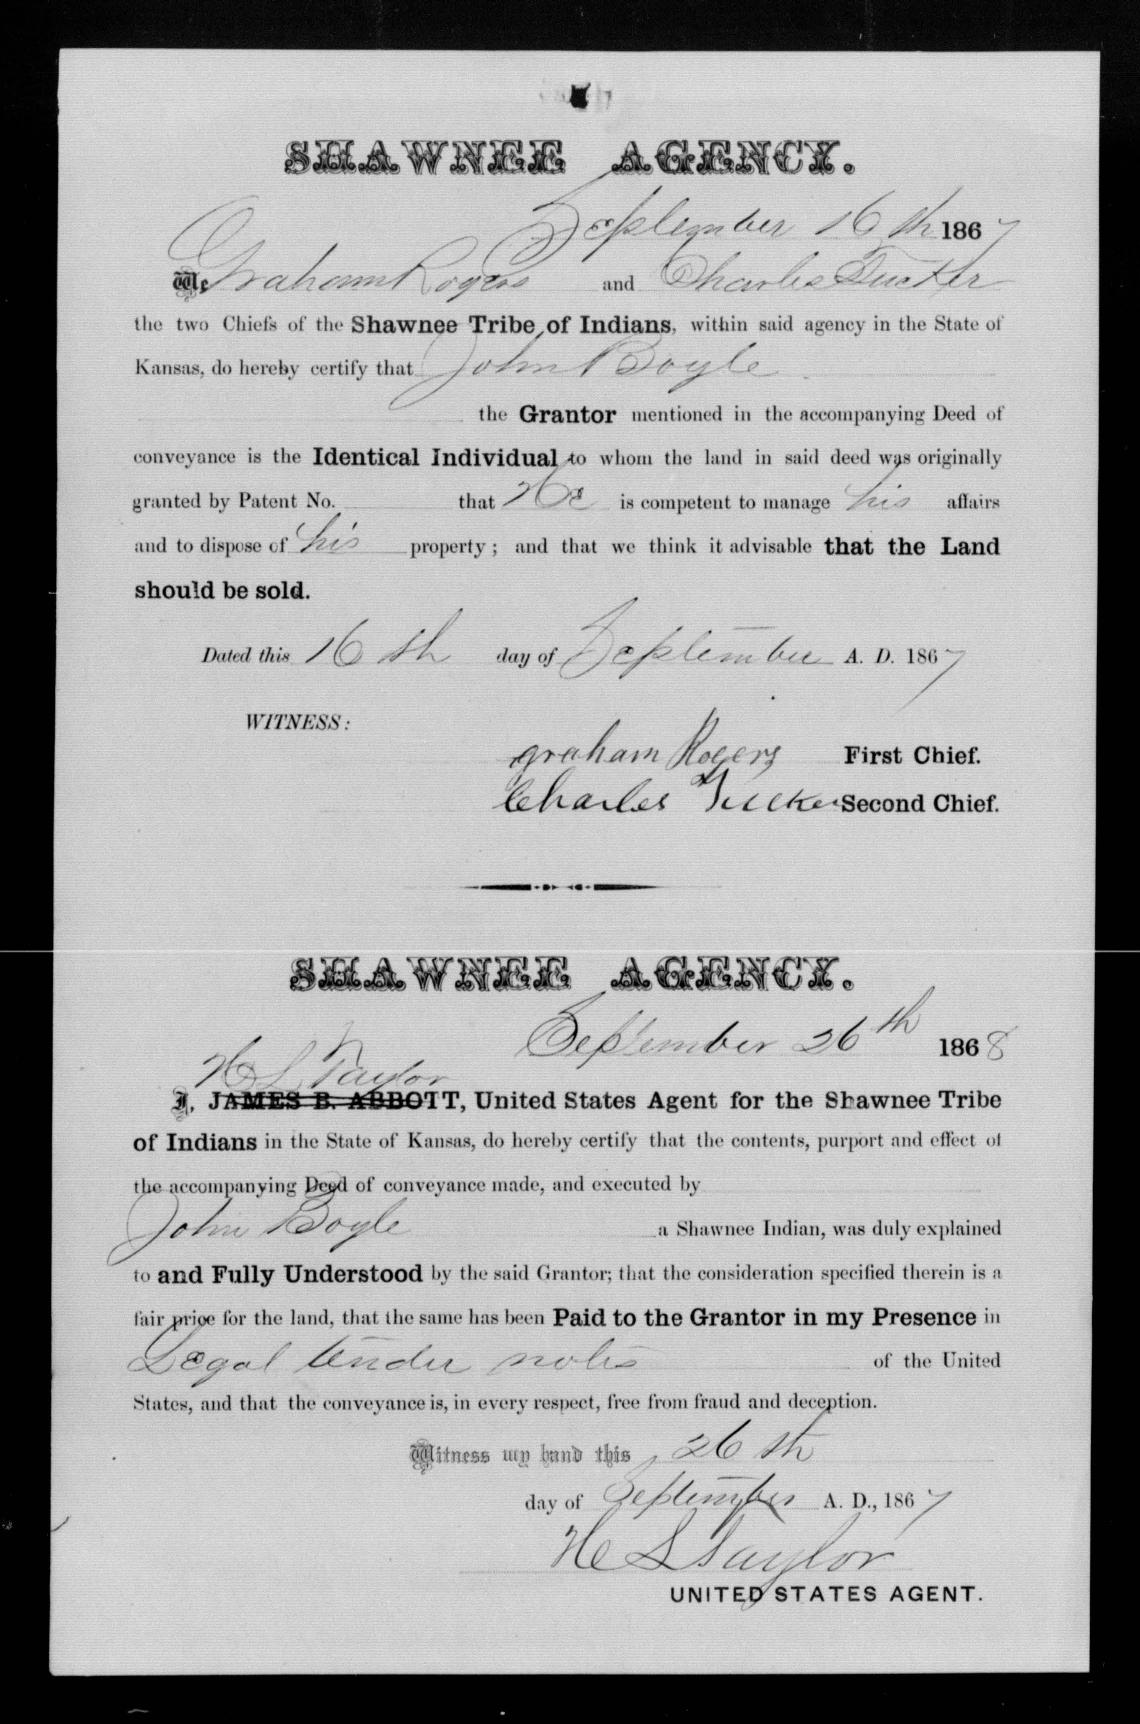 SHAWNEE AGENCY.
September 16th 1867
We Graham Rogers and Charles Tucker
the two Chiefs of the Shawnee Tribe of Indians, within said agency in the State of
Kansas, do hereby certify that John Boyle
the Grantor mentioned in the accompanying Deed of
conveyance is the Identical Individual to whom the land in said deed was originally
granted by Patent No. that He is competent to manage his affairs
and to dispose of his property; and that we think it advisable that the Land
should be sold.
Dated this 16th day of September A. D. 1867
WITNESS:
graham Rogers First Chief.
Charles Tucker Second Chief.
SHAWNEE AGENCY.
September 26th 1868
H L Taylor
I, JAMES B. ABBOTT, United States Agent for the Shawnee Tribe
of Indians in the State of Kansas, do hereby certify that the contents, purport and effect of
the accompanying Deed of conveyance made, and executed by
John Boyle a Shawnee Indian, was duly explained
to and Fully Understood by the said Grantor; that the consideration specified therein is a
fair price for the land, that the same has been Paid to the Grantor in my Presence in
Legal tender notes of the United
States, and that the conveyance is, in every respect, free from fraud and deception.
Witness my hand this 26th
day of September A. D., 1867
H L Taylor
UNITED STATES AGENT.